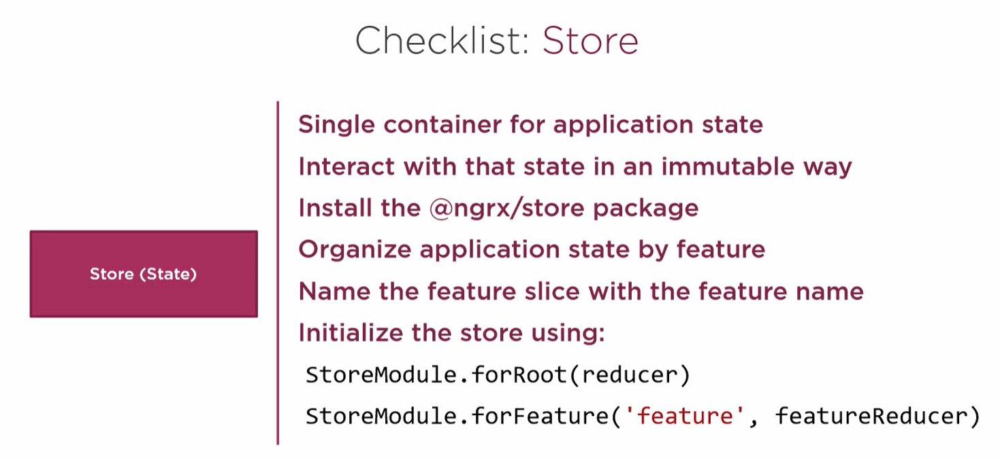 Checklist: Store
Single container for application state
Interact with that state in an immutable way
Install the @ngrx/store package
Organize application state by feature
Store (State)
Name the feature slice with the feature name
Initialize the store using:
StoreModule.forRoot(reducer)
StoreModule.forFeature('feature', featureReducer)